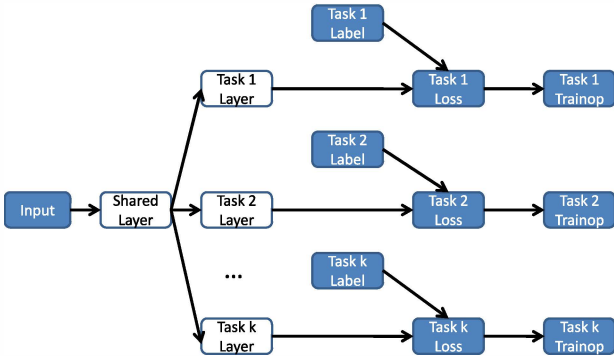 Task 1
Label
Task 1
Layer
Task 1
Loss
Task 1
Trainop
Task 2
Label
Input
Shared
Layer
Task 2
Layer
Task 2
Loss
Task 2
Trainop
...
Task k
Label
Task k
Layer
Task k
Loss
Task k
Trainop